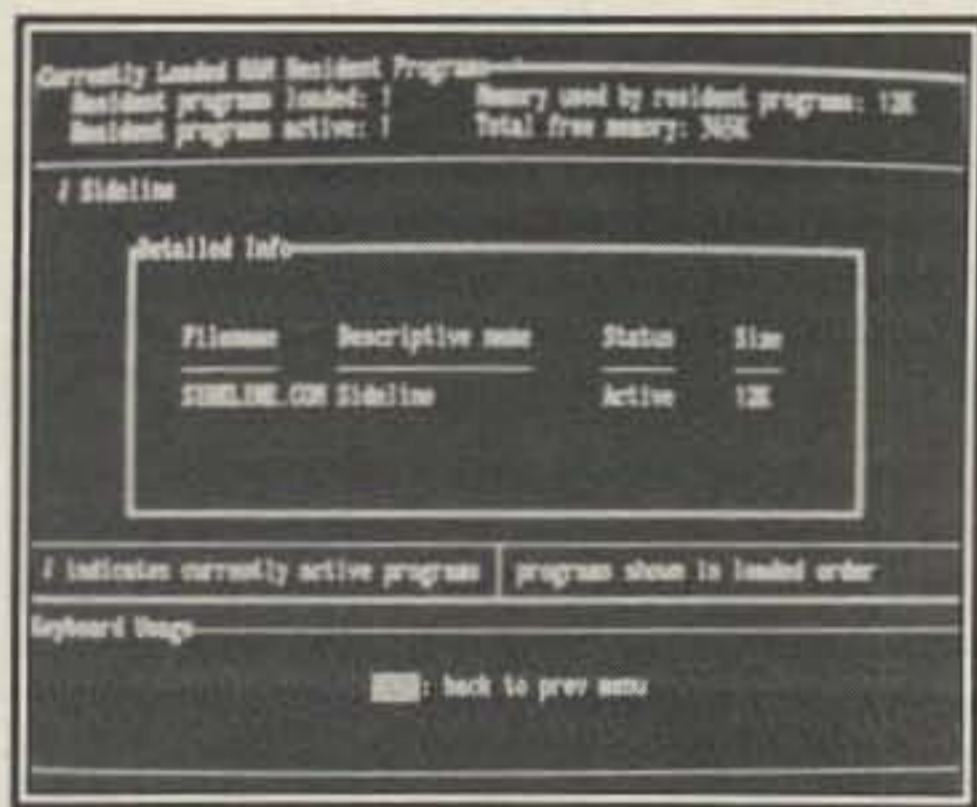 Currently Loaded RAM Resident Programs
Resident programs loaded: 1 Memory used by resident programs: 12K
Resident programs active: 1 Total free memory: 365K
√ Sideline
Detailed Info
Filename Descriptive name Status Size
SIDELINE.COM Sideline Active 12K
√ indicates currently active programs programs shown in loaded order
Keyboard Usage
: back to prev menu